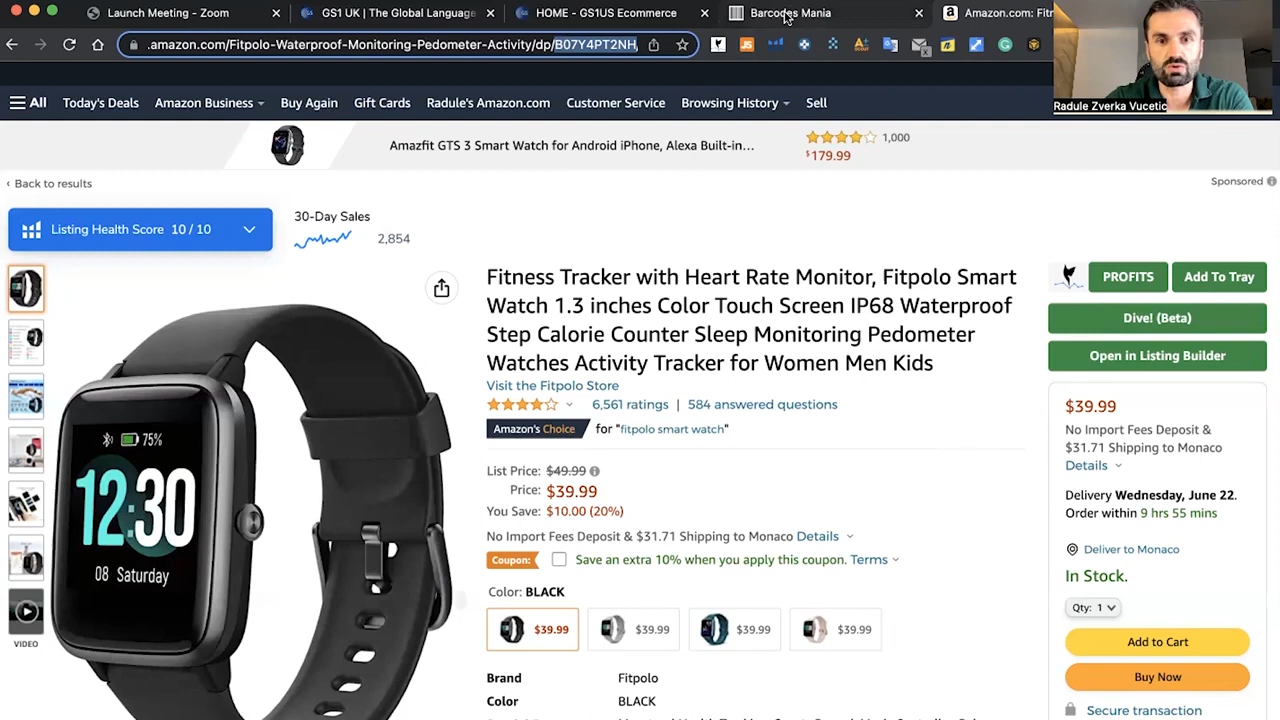 Launch Meeting - Zoom
GS1 UK | The Global Language
HOME - GS1US Ecommerce
Barcodes Mania
Amazon.com: Fitn
.amazon.com/Fitpolo-Waterproof-Monitoring-Pedometer-Activity/dp/B07Y4PT2NH
Radule Zverka Vucetic
All
Today's Deals
Amazon Business
Buy Again
Gift Cards
Radule's Amazon.com
Customer Service
Browsing History
Sell
Amazfit GTS 3 Smart Watch for Android iPhone, Alexa Built-in...
1,000
$179.99
‹ Back to results
Sponsored
Listing Health Score 10 / 10
30-Day Sales
2,854
Fitness Tracker with Heart Rate Monitor, Fitpolo Smart
Watch 1.3 inches Color Touch Screen IP68 Waterproof
Step Calorie Counter Sleep Monitoring Pedometer
Watches Activity Tracker for Women Men Kids
Visit the Fitpolo Store
6,561 ratings | 584 answered questions
Amazon's Choice for "fitpolo smart watch"
List Price: $49.99
Price: $39.99
You Save: $10.00 (20%)
No Import Fees Deposit & $31.71 Shipping to Monaco Details
Coupon: Save an extra 10% when you apply this coupon. Terms
Color: BLACK
$39.99
$39.99
$39.99
$39.99
Brand Fitpolo
Color BLACK
75%
12:30
08 Saturday
VIDEO
PROFITS
Add To Tray
Dive! (Beta)
Open in Listing Builder
$39.99
No Import Fees Deposit &
$31.71 Shipping to Monaco
Details
Delivery Wednesday, June 22.
Order within 9 hrs 55 mins
Deliver to Monaco
In Stock.
Qty: 1
Add to Cart
Buy Now
Secure transaction